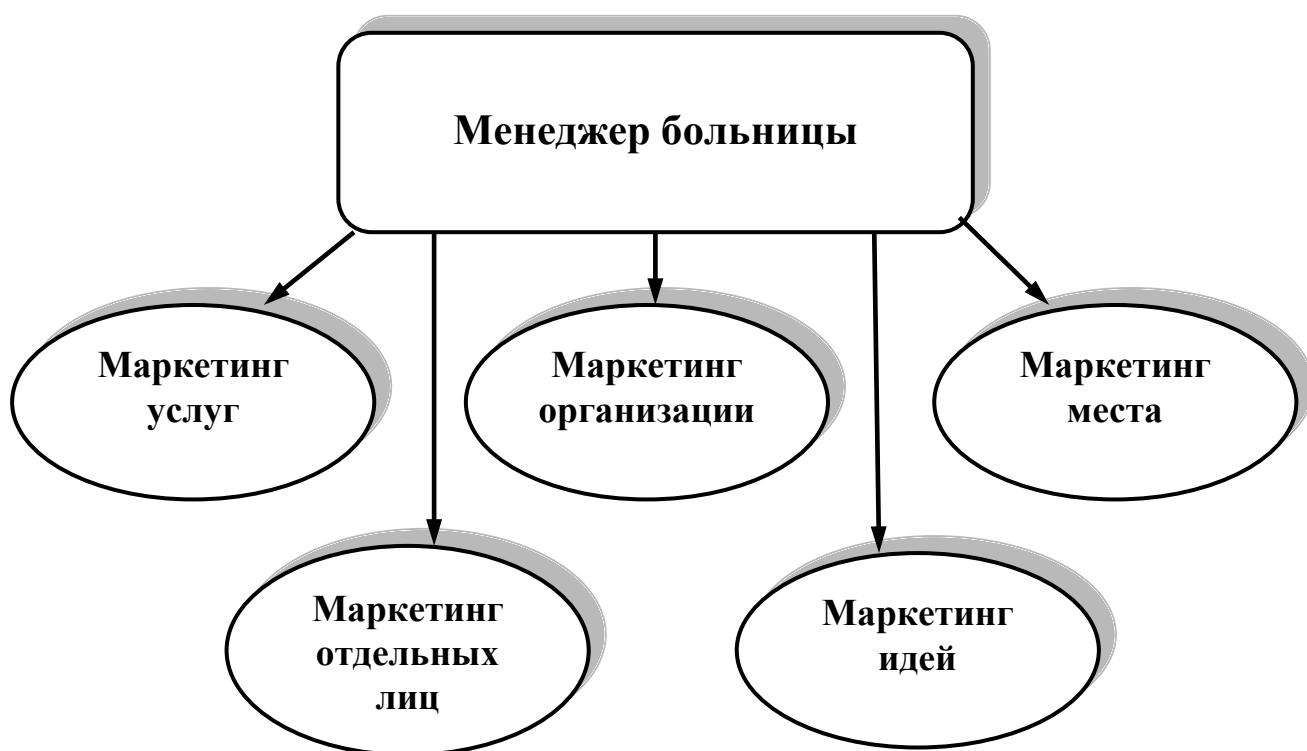 Менеджер больницы
Маркетинг
услуг
Маркетинг
организации
Маркетинг
места
Маркетинг
отдельных
лиц
Маркетинг
идей